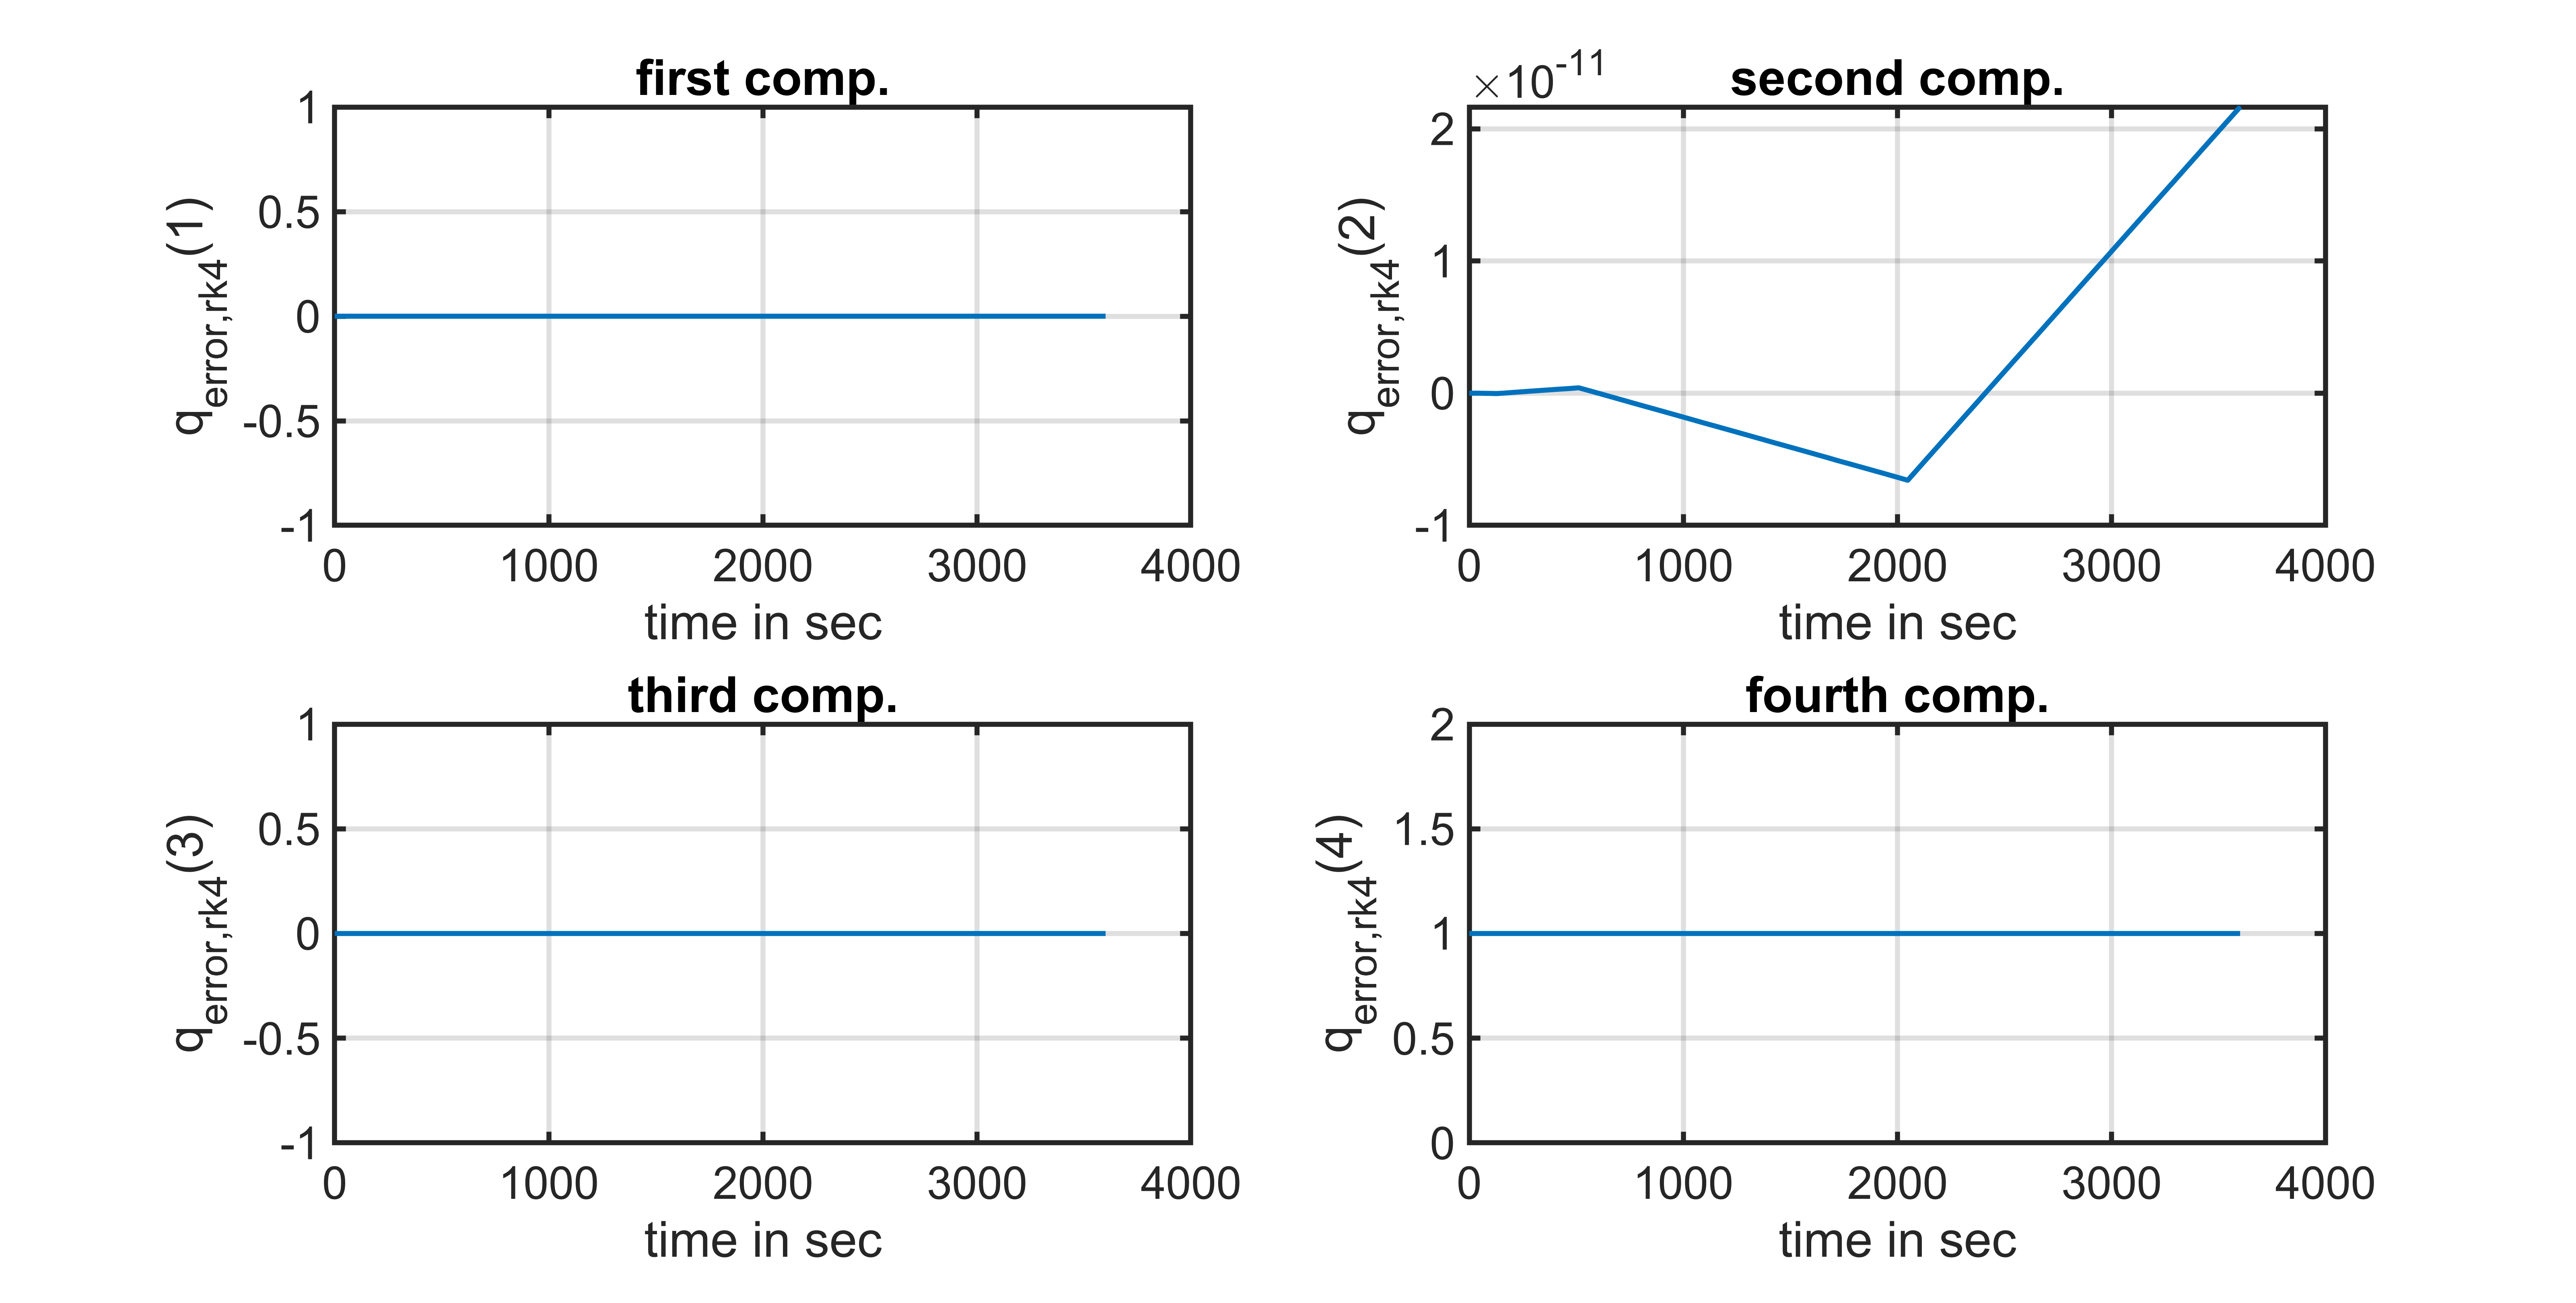 first comp.
1
0.5
0
-0.5
-1
q_error,rk4(1)
0 1000 2000 3000 4000
time in sec
×10^-11
second comp.
2
1
0
-1
q_error,rk4(2)
0 1000 2000 3000 4000
time in sec
third comp.
1
0.5
0
-0.5
-1
q_error,rk4(3)
0 1000 2000 3000 4000
time in sec
fourth comp.
2
1.5
1
0.5
0
q_error,rk4(4)
0 1000 2000 3000 4000
time in sec